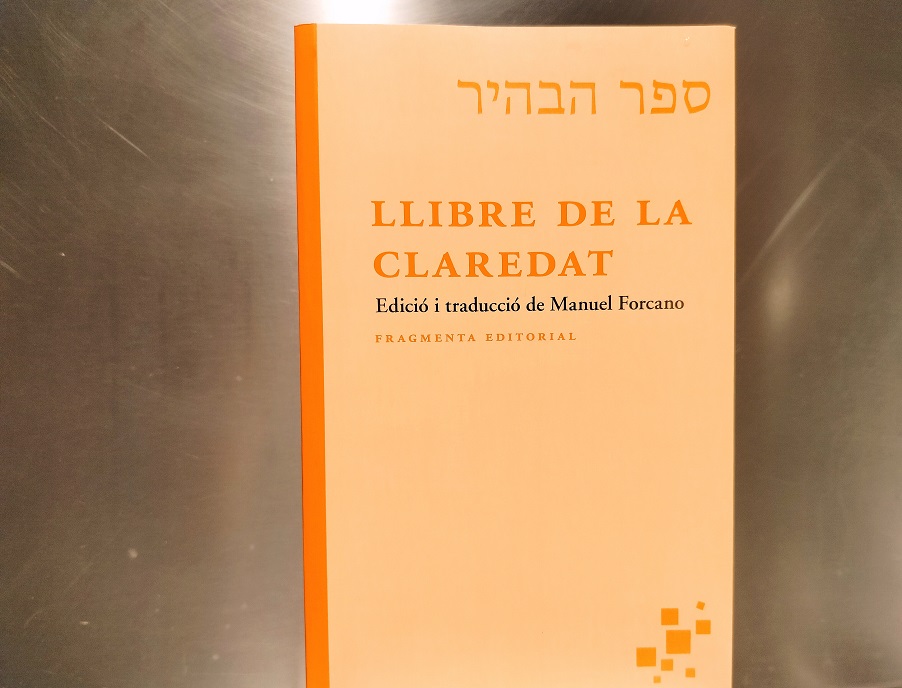 ספר הבהיר
LLIBRE DE LA
CLAREDAT
Edició i traducció de Manuel Forcano
FRAGMENTA EDITORIAL